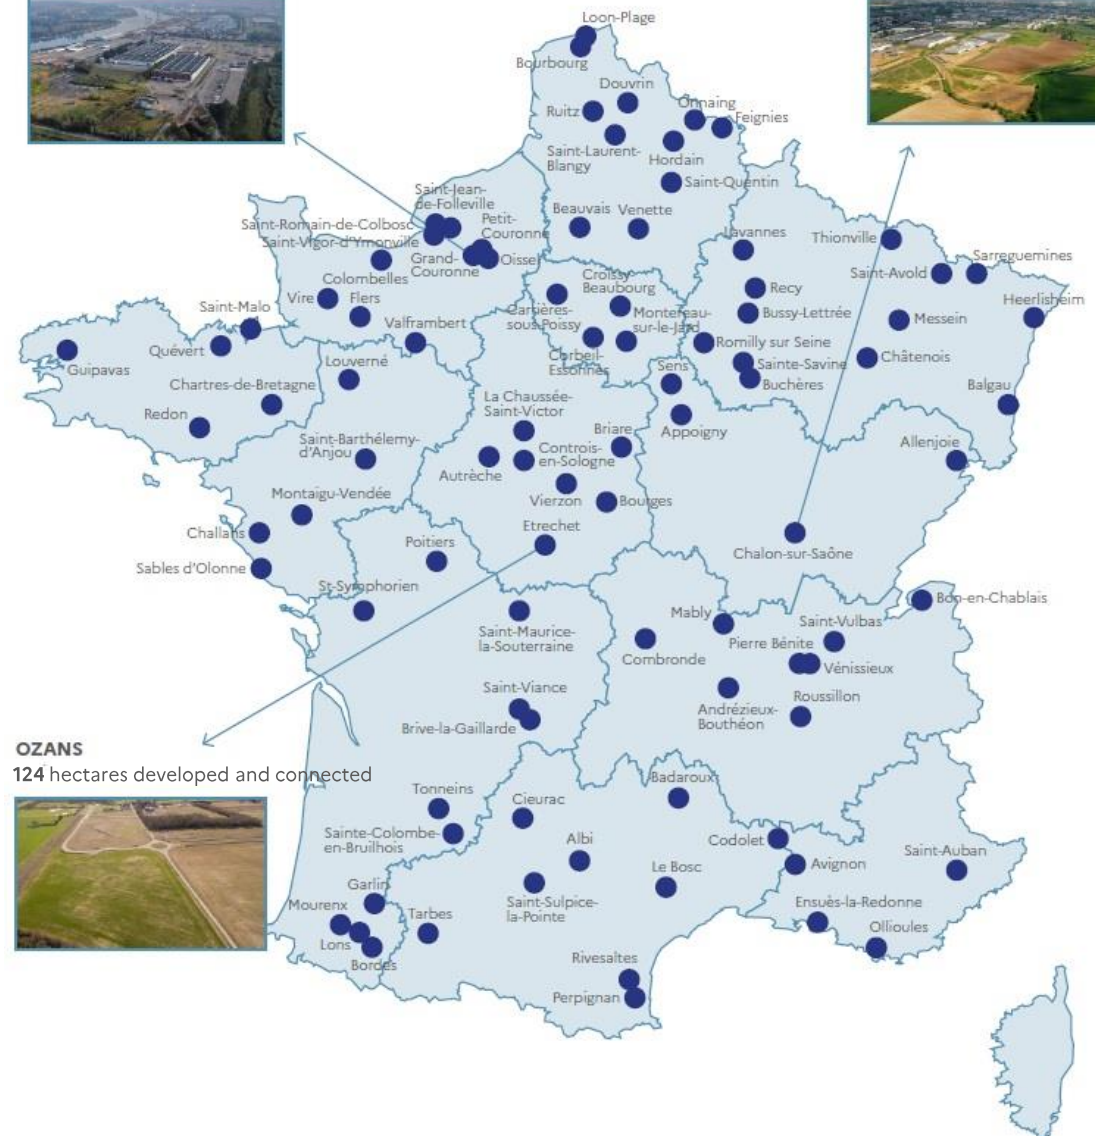 Loon-Plage
Bourbourg
Douvrin
Ruitz
Onnaing
Feignies
Saint-Laurent-
Blangy
Hordain
Saint-Quentin
Saint-Jean-
de-Folleville
Beauvais
Venette
Saint-Romain-de-Colbosc
Petit-
Couronne
Saint-Vigor-d'Ymonville
Lavannes
Thionville
Grand-
Couronne
Oissel
Colombelles
Croissy-
Beaubourg
Saint-Avold
Sarreguemines
Vire
Flers
Recy
Heerlisheim
Saint-Malo
Carrières-
sous Poissy
Montereau-
sur-le-Jard
Bussy-Lettrée
Messein
Valframbert
Quévert
Romilly sur Seine
Guipavas
Louverné
Corbeil-
Essonnes
Sens
Sainte-Savine
Châtenois
Buchères
Chartres-de-Bretagne
Balgau
La Chaussée-
Saint-Victor
Redon
Briare
Appoigny
Saint-Barthélemy-
d'Anjou
Controis-
en-Sologne
Allenjoie
Autrèche
Montaigu-Vendée
Vierzon
Bourges
Etrechet
Challans
Poitiers
Chalon-sur-Saône
Sables d'Olonne
St-Symphorien
Bon-en-Chablais
Mably
Saint-Vulbas
Saint-Maurice-
la-Souterraine
Pierre Bénite
Combronde
Vénissieux
Saint-Viance
Roussillon
Andrézieux-
Bouthéon
Brive-la-Gaillarde
OZANS
124 hectares developed and connected
Badaroux
Tonneins
Cieurac
Sainte-Colombe-
en-Bruilhois
Albi
Codolet
Saint-Auban
Avignon
Le Bosc
Garlin
Saint-Sulpice-
la-Pointe
Ensuès-la-Redonne
Mourenx
Tarbes
Ollioules
Lons
Bordes
Rivesaltes
Perpignan